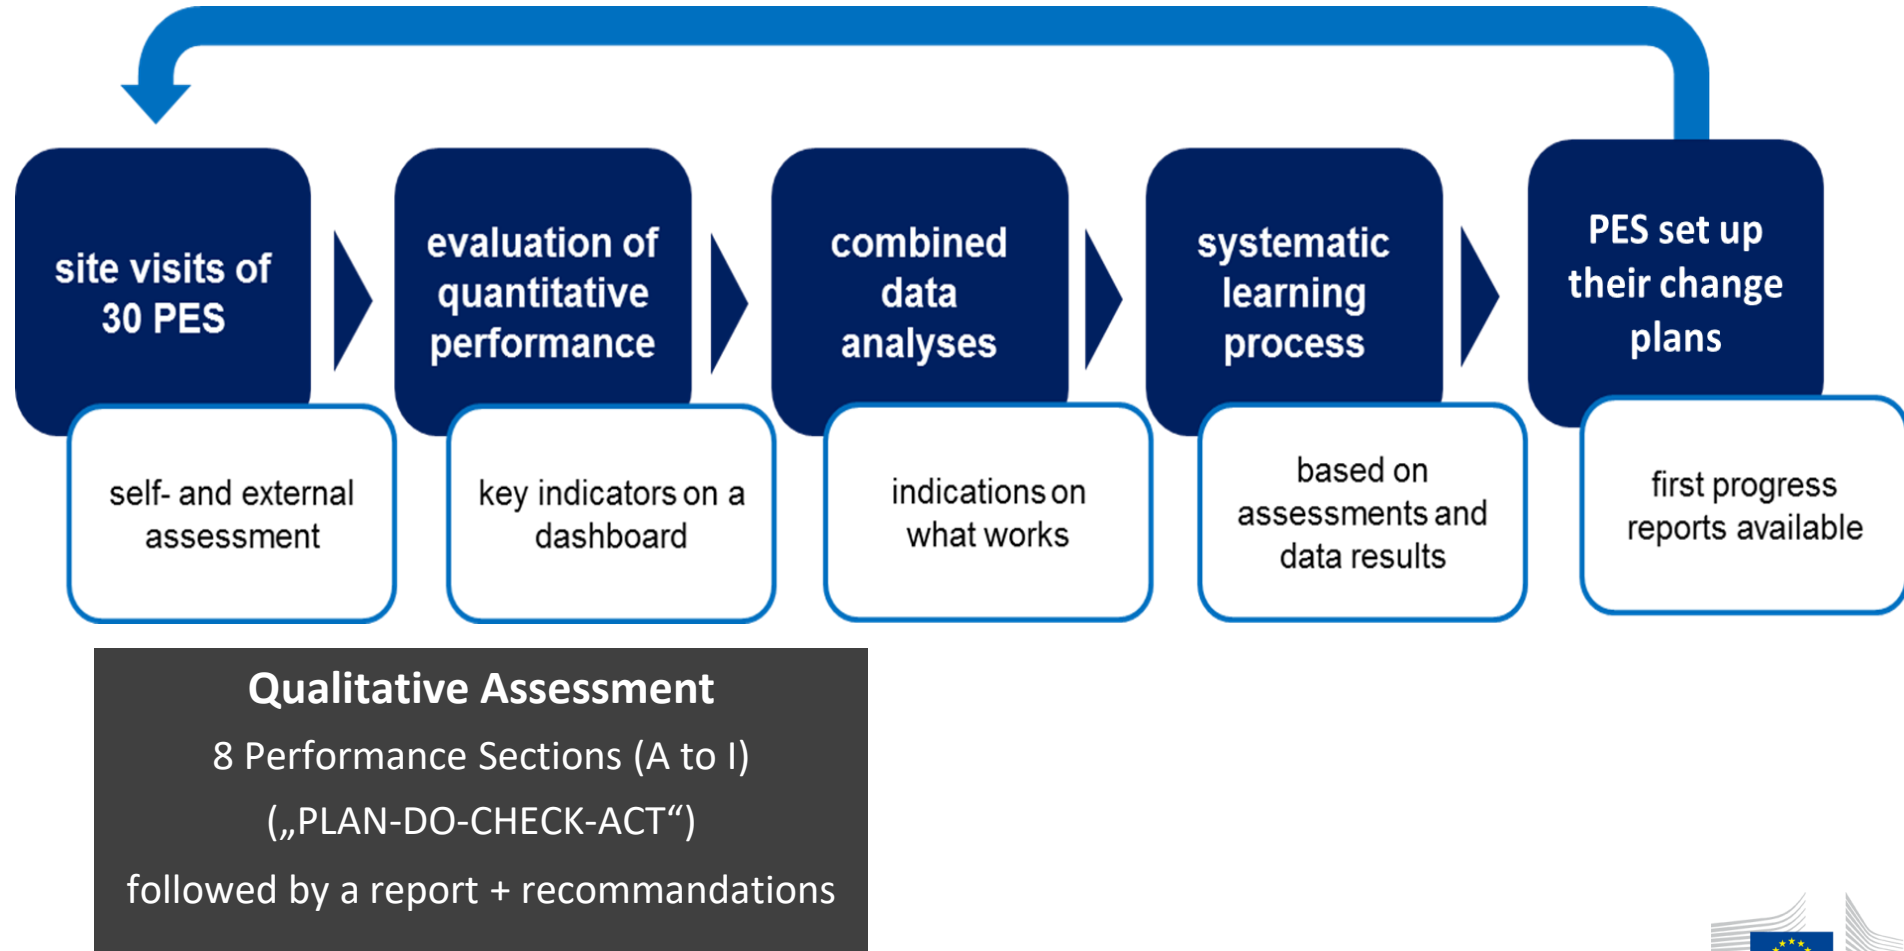 site visits of
30 PES
self- and external
assessment
evaluation of
quantitative
performance
key indicators on a
dashboard
combined
data
analyses
indications on
what works
systematic
learning
process
based on
assessments and
data results
PES set up
their change
plans
first progress
reports available
Qualitative Assessment
8 Performance Sections (A to I)
(„PLAN-DO-CHECK-ACT“)
followed by a report + recommandations